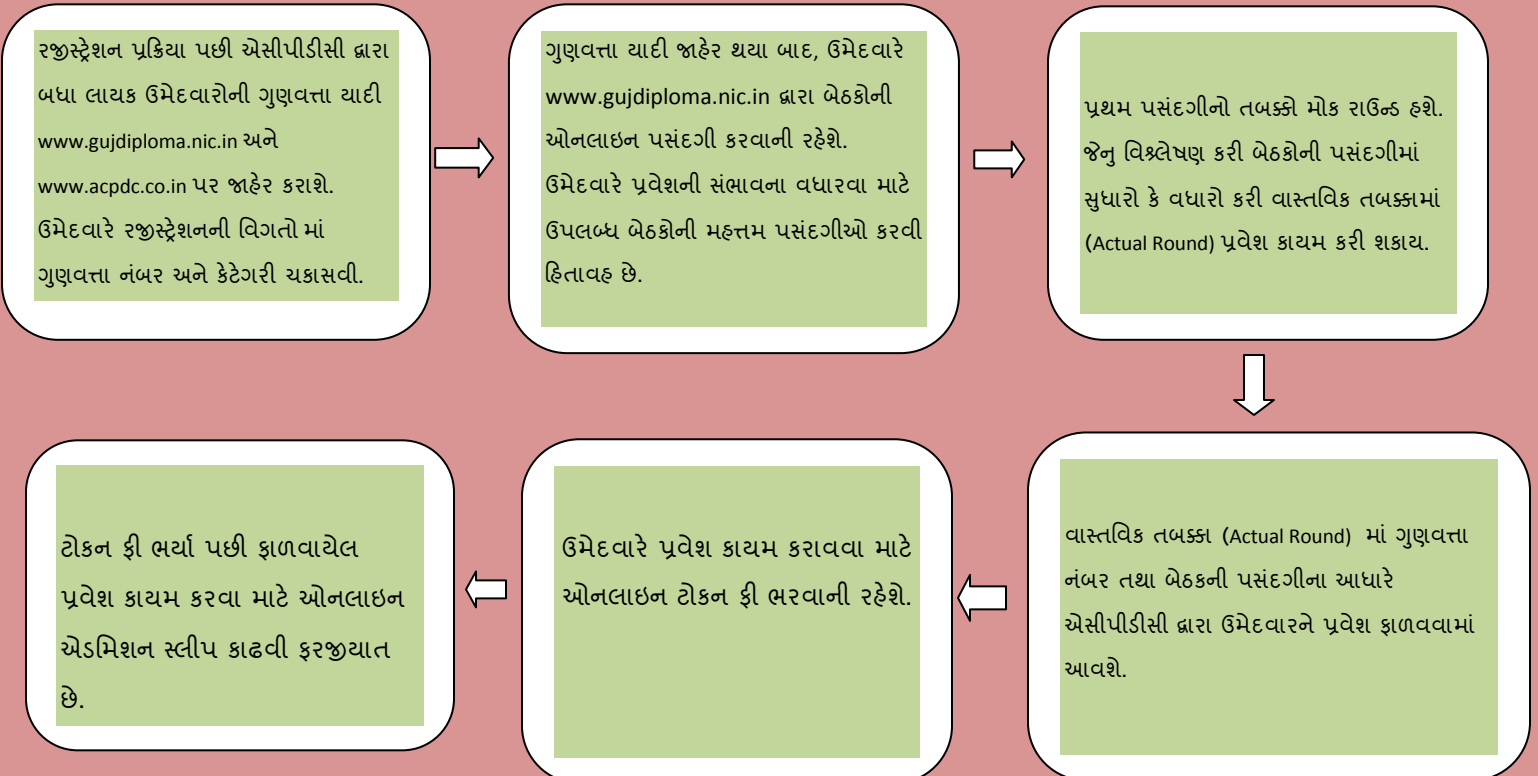 રજીસ્ટ્રેશન પ્રક્રિયા પછી એસીપીડીસી દ્વારા
બધા લાયક ઉમેદવારોની ગુણવત્તા યાદી
www.gujdiploma.nic.in અને
www.acpdc.co.in પર જાહેર કરાશે.
ઉમેદવારે રજીસ્ટ્રેશનની વિગતો માં
ગુણવત્તા નંબર અને કેટેગરી ચકાસવી.
ગુણવત્તા યાદી જાહેર થયા બાદ, ઉમેદવારે
www.gujdiploma.nic.in દ્વારા બેઠકોની
ઓનલાઇન પસંદગી કરવાની રહેશે.
ઉમેદવારે પ્રવેશની સંભાવના વધારવા માટે
ઉપલબ્ધ બેઠકોની મહત્તમ પસંદગીઓ કરવી
હિતાવહ છે.
પ્રથમ પસંદગીનો તબક્કો મોક રાઉન્ડ હશે.
જેનુ વિશ્લેષણ કરી બેઠકોની પસંદગીમાં
સુધારો કે વધારો કરી વાસ્તવિક તબક્કામાં
(Actual Round) પ્રવેશ કાયમ કરી શકાય.
વાસ્તવિક તબક્કા (Actual Round) માં ગુણવત્તા
નંબર તથા બેઠકની પસંદગીના આધારે
એસીપીડીસી દ્વારા ઉમેદવારને પ્રવેશ ફાળવવામાં
આવશે.
ઉમેદવારે પ્રવેશ કાયમ કરાવવા માટે
ઓનલાઇન ટોકન ફી ભરવાની રહેશે.
ટોકન ફી ભર્યા પછી ફાળવાયેલ
પ્રવેશ કાયમ કરવા માટે ઓનલાઇન
એડમિશન સ્લીપ કાઢવી ફરજીયાત
છે.